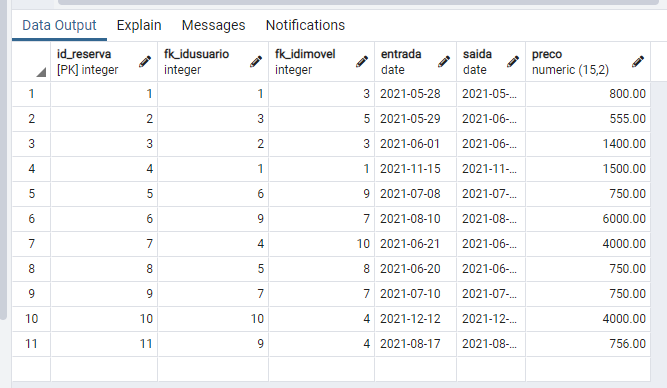 Data Output Explain Messages Notifications
id_reserva fk_idusuario fk_idimovel entrada saida preco
[PK] integer integer integer date date numeric (15,2)
1 1 1 3 2021-05-28 2021-05-... 800.00
2 2 3 5 2021-05-29 2021-06-... 555.00
3 3 2 3 2021-06-01 2021-06-... 1400.00
4 4 1 1 2021-11-15 2021-11-... 1500.00
5 5 6 9 2021-07-08 2021-07-... 750.00
6 6 9 7 2021-08-10 2021-08-... 6000.00
7 7 4 10 2021-06-21 2021-06-... 4000.00
8 8 5 8 2021-06-20 2021-06-... 750.00
9 9 7 7 2021-07-10 2021-07-... 750.00
10 10 10 4 2021-12-12 2021-12-... 4000.00
11 11 9 4 2021-08-17 2021-08-... 756.00